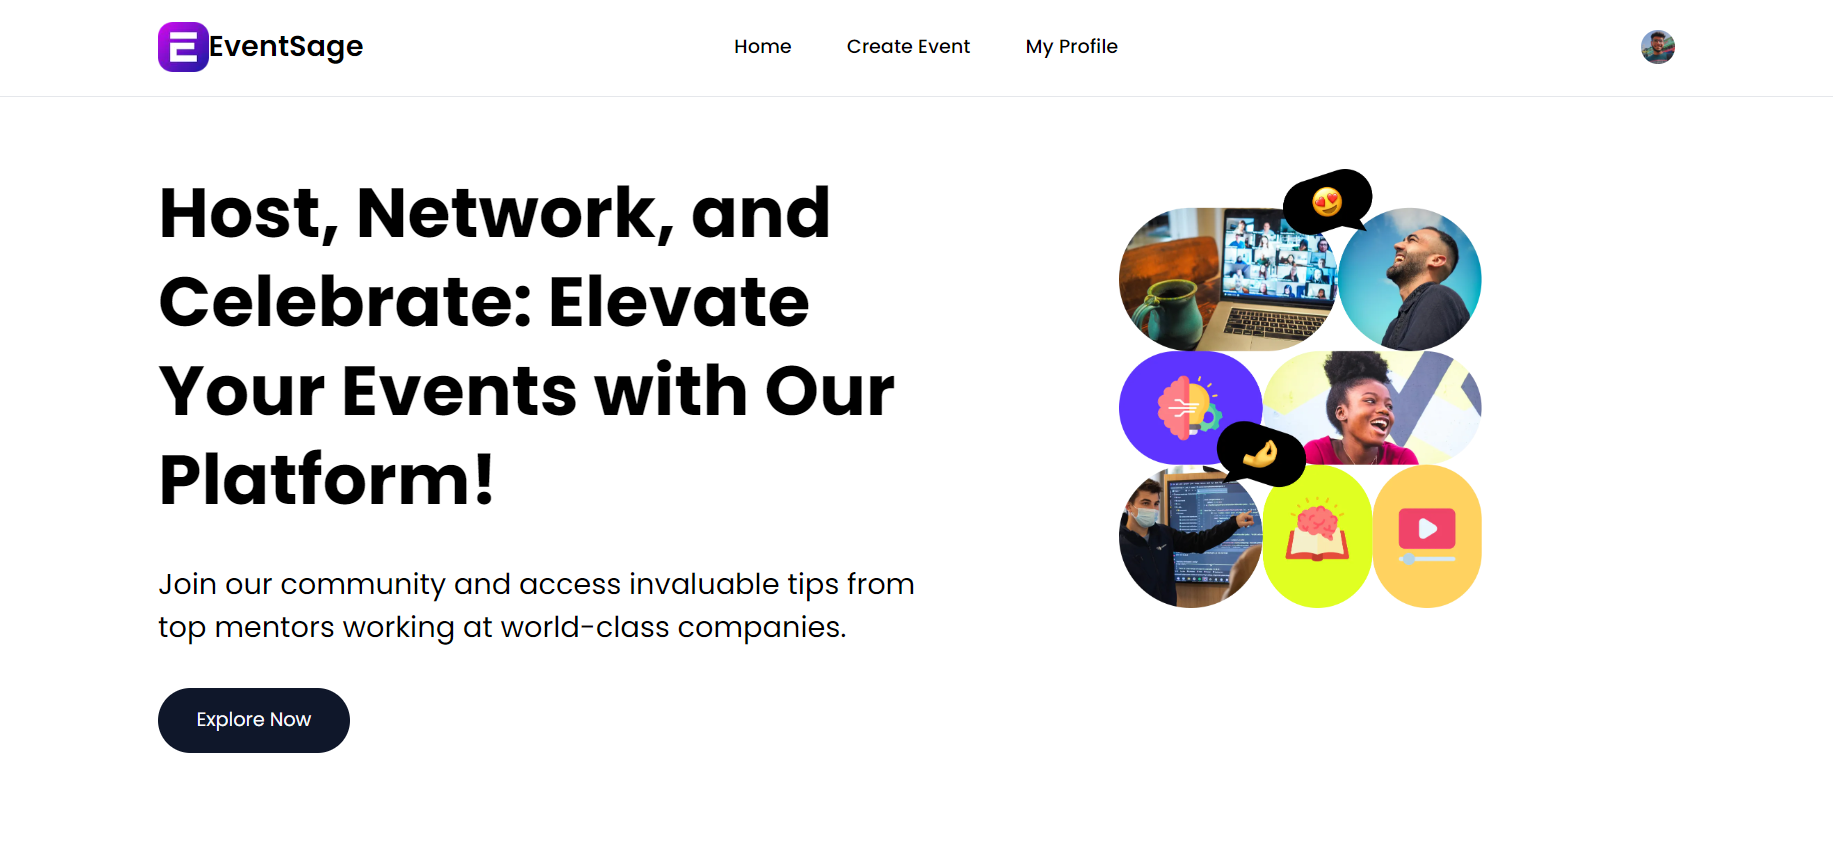 EventSage
Home
Create Event
My Profile
Host, Network, and
Celebrate: Elevate
Your Events with Our
Platform!
Join our community and access invaluable tips from
top mentors working at world-class companies.
Explore Now